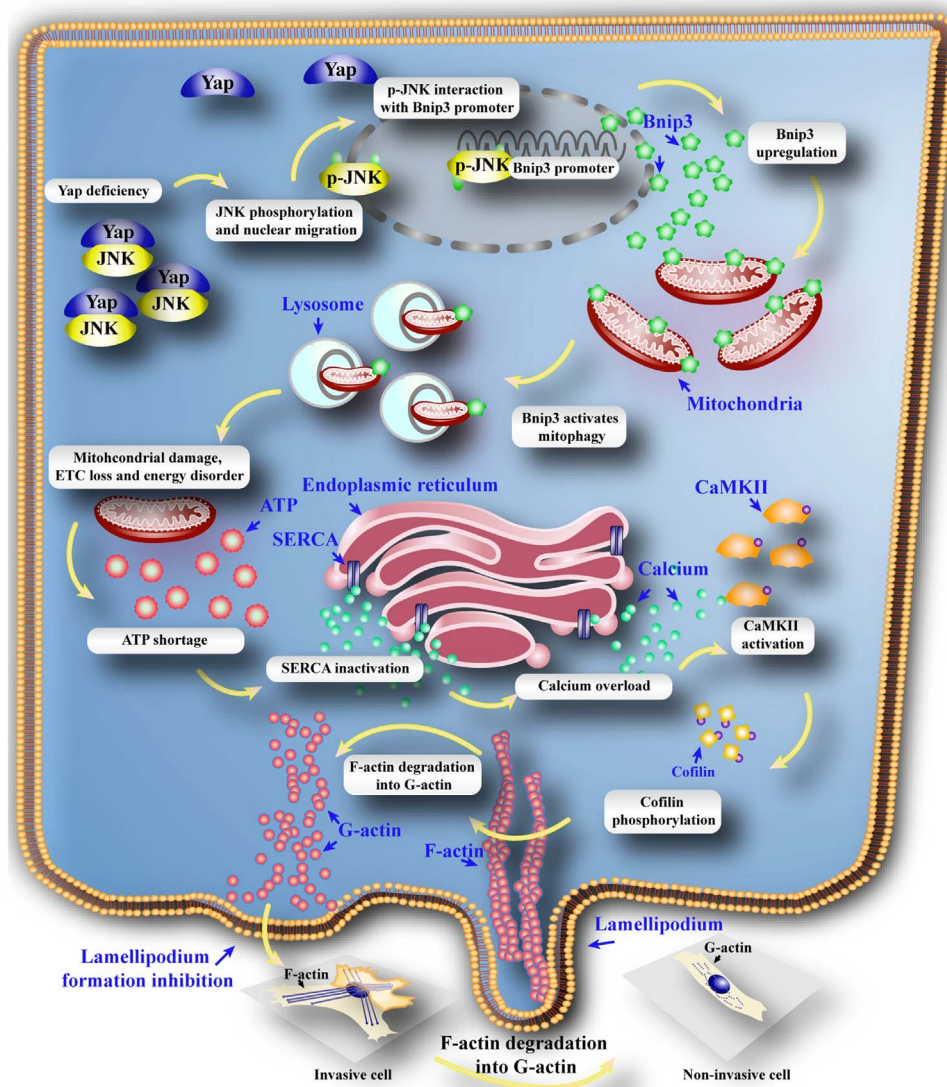 Yap
Yap
p-JNK interaction
with Bnip3 promoter
Bnip3
Bnip3
upregulation
p-JNK
p-JNK
Bnip3 promoter
Yap deficiency
JNK phosphorylation
and nuclear migration
Yap
JNK
Yap
JNK
Yap
JNK
Lysosome
Mitochondria
Bnip3 activates
mitophagy
Mitohcondrial damage,
ETC loss and energy disorder
Endoplasmic reticulum
CaMKII
ATP
SERCA
Calcium
ATP shortage
SERCA inactivation
Calcium overload
CaMKII
activation
F-actin degradation
into G-actin
Cofilin
Cofilin
phosphorylation
G-actin
F-actin
Lamellipodium
Lamellipodium
formation inhibition
F-actin
G-actin
F-actin degradation
into G-actin
Invasive cell
Non-invasive cell